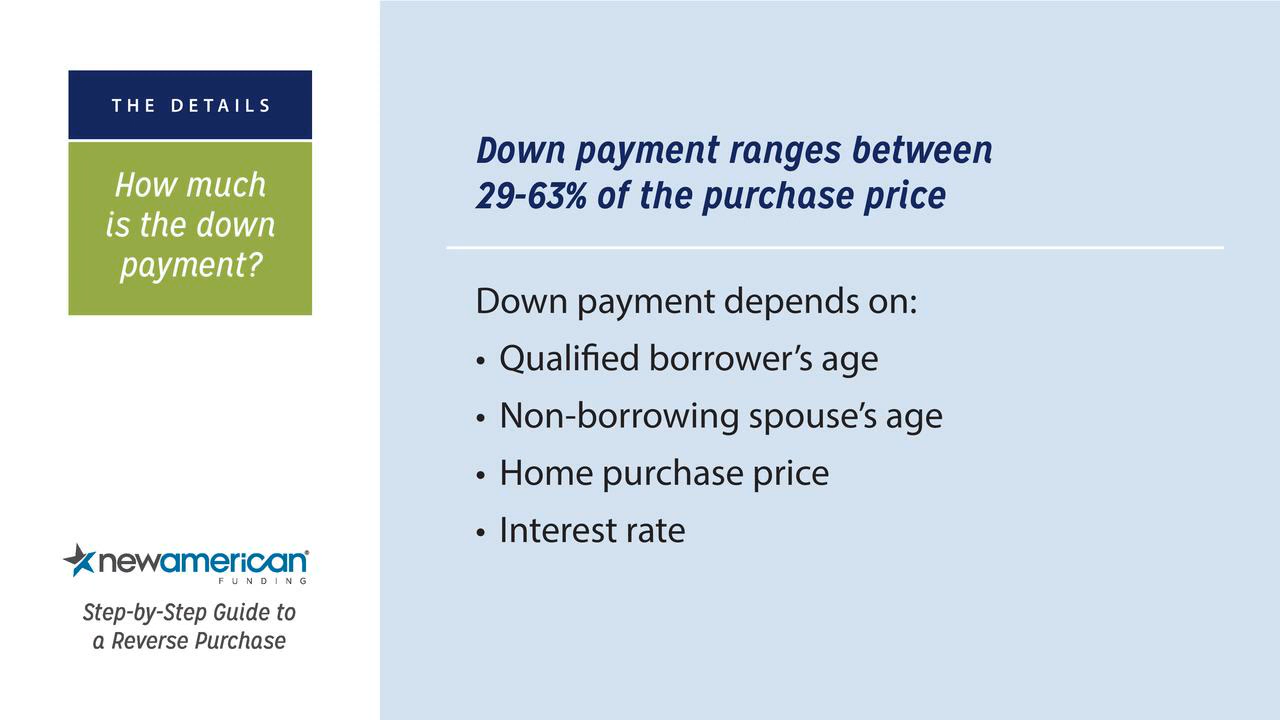 THE DETAILS
How much
is the down
payment?
newamerican®
FUNDING
Step-by-Step Guide to
a Reverse Purchase
Down payment ranges between
29-63% of the purchase price
Down payment depends on:
• Qualified borrower’s age
• Non-borrowing spouse’s age
• Home purchase price
• Interest rate